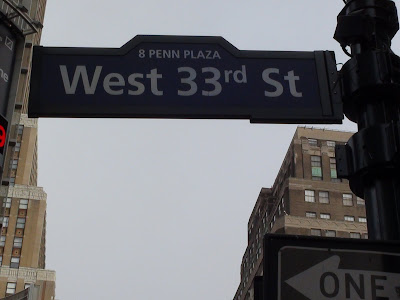 8 PENN PLAZA
West 33rd St
ONE